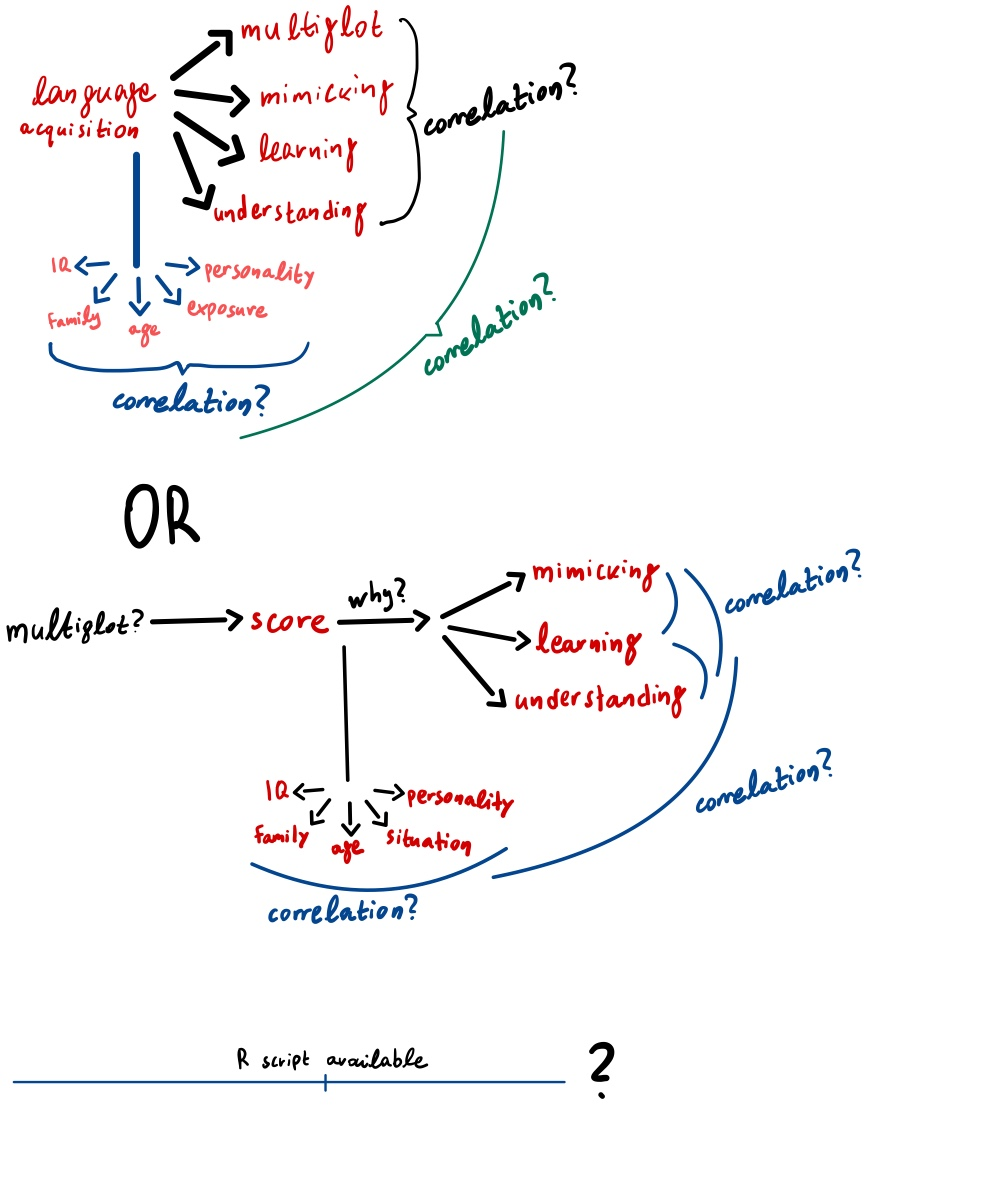 multiglot
language
acquisition
mimicking
learning
understanding
correlation?
IQ
personality
family
age
exposure
correlation?
correlation?
OR
multiglot?
score
why?
mimicking
learning
understanding
correlation?
IQ
personality
family
age
situation
correlation?
correlation?
R script available
?